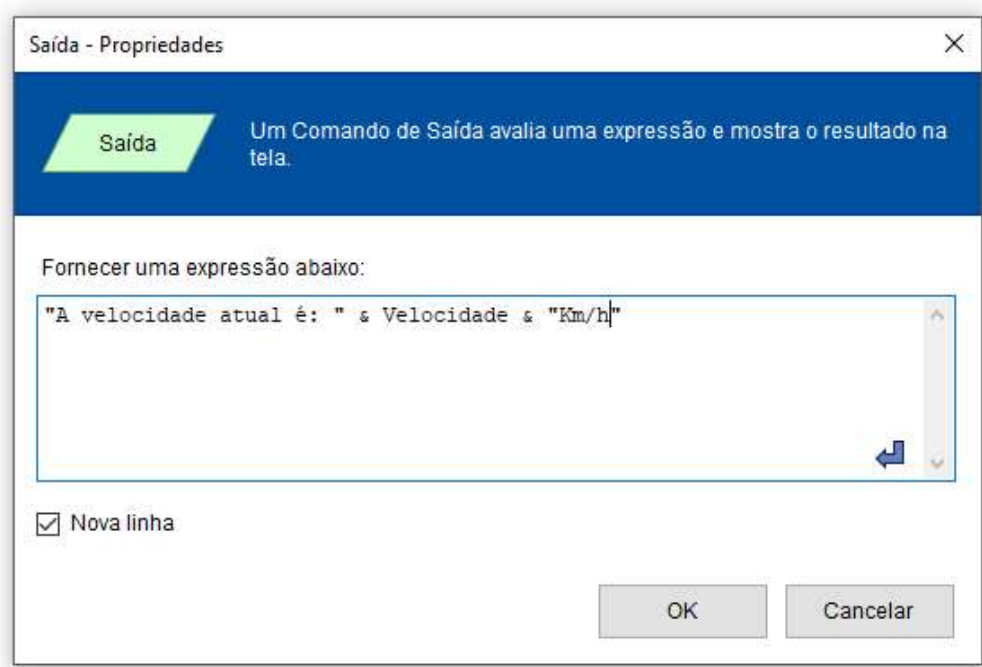 Saída - Propriedades
Saída
Um Comando de Saída avalia uma expressão e mostra o resultado na
tela.
Fornecer uma expressão abaixo:
"A velocidade atual é: " & Velocidade & "Km/h"
Nova linha
OK
Cancelar